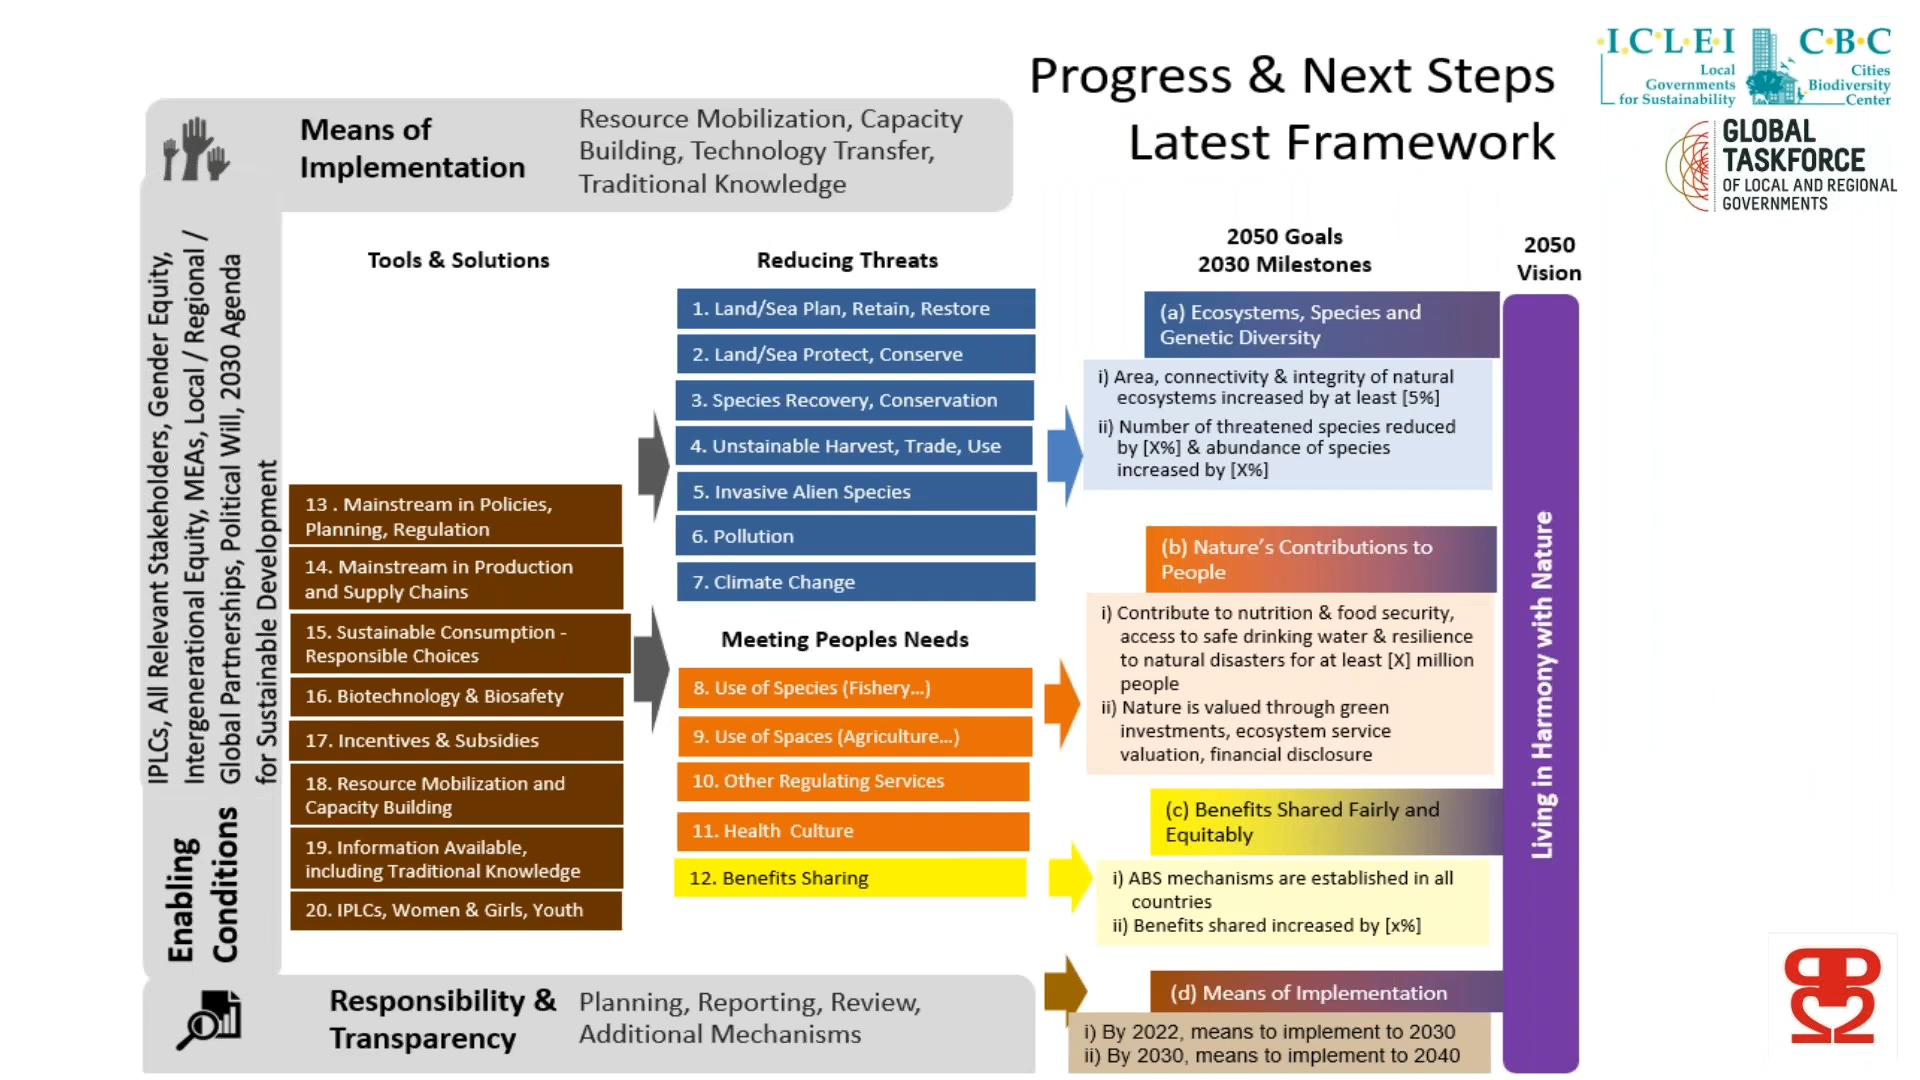 Progress & Next Steps
Latest Framework
I·C·L·E·I
Local
Governments
for Sustainability
C·B·C
Cities
Biodiversity
Center
GLOBAL
TASKFORCE
OF LOCAL AND REGIONAL
GOVERNMENTS
Means of
Implementation
Resource Mobilization, Capacity
Building, Technology Transfer,
Traditional Knowledge
IPLCs, All Relevant Stakeholders, Gender Equity,
Intergenerational Equity, MEAs, Local / Regional /
Global Partnerships, Political Will, 2030 Agenda
for Sustainable Development
Enabling
Conditions
Tools & Solutions
13 . Mainstream in Policies,
Planning, Regulation
14. Mainstream in Production
and Supply Chains
15. Sustainable Consumption -
Responsible Choices
16. Biotechnology & Biosafety
17. Incentives & Subsidies
18. Resource Mobilization and
Capacity Building
19. Information Available,
including Traditional Knowledge
20. IPLCs, Women & Girls, Youth
Reducing Threats
1. Land/Sea Plan, Retain, Restore
2. Land/Sea Protect, Conserve
3. Species Recovery, Conservation
4. Unstainable Harvest, Trade, Use
5. Invasive Alien Species
6. Pollution
7. Climate Change
Meeting Peoples Needs
8. Use of Species (Fishery...)
9. Use of Spaces (Agriculture...)
10. Other Regulating Services
11. Health Culture
12. Benefits Sharing
2050 Goals
2030 Milestones
(a) Ecosystems, Species and
Genetic Diversity
i) Area, connectivity & integrity of natural
ecosystems increased by at least [5%]
ii) Number of threatened species reduced
by [X%] & abundance of species
increased by [X%]
(b) Nature's Contributions to
People
i) Contribute to nutrition & food security,
access to safe drinking water & resilience
to natural disasters for at least [X] million
people
ii) Nature is valued through green
investments, ecosystem service
valuation, financial disclosure
(c) Benefits Shared Fairly and
Equitably
i) ABS mechanisms are established in all
countries
ii) Benefits shared increased by [x%]
(d) Means of Implementation
i) By 2022, means to implement to 2030
ii) By 2030, means to implement to 2040
2050
Vision
Living in Harmony with Nature
Responsibility &
Transparency
Planning, Reporting, Review,
Additional Mechanisms